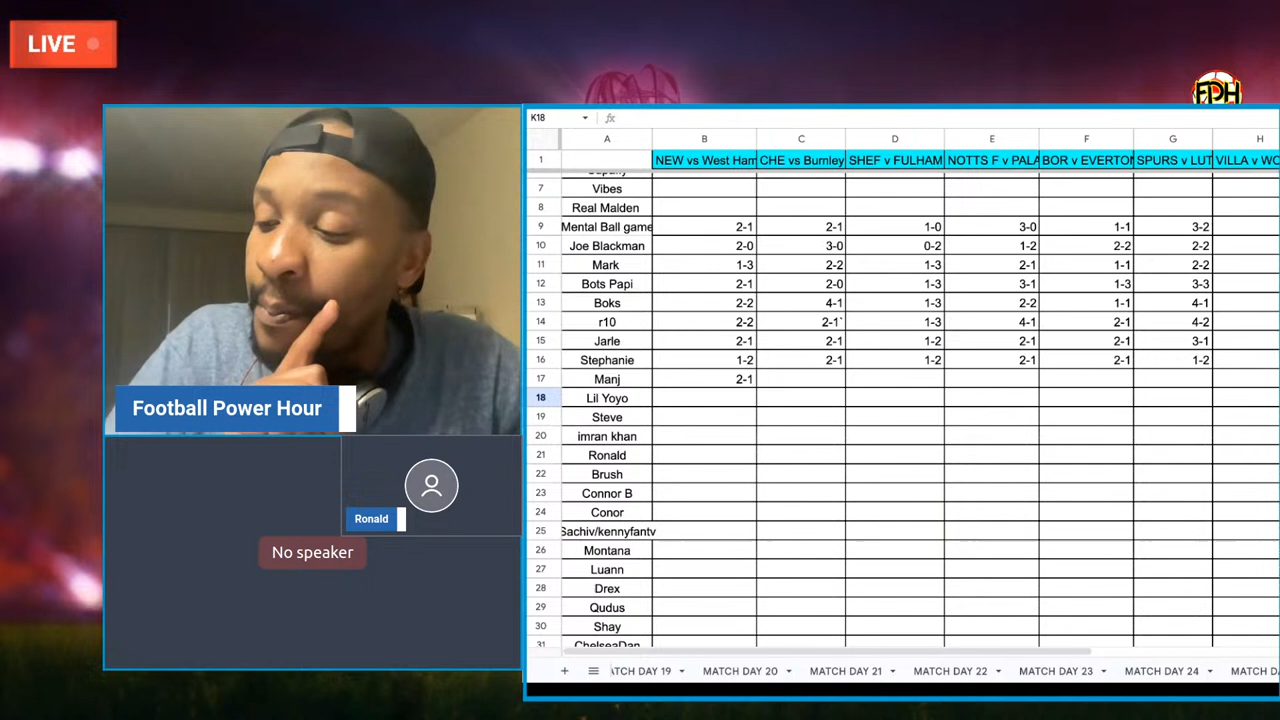 LIVE
FPH
K18
fx
A B C D E F G H
1 NEW vs West Ham CHE vs Burnley SHEF v FULHAM NOTTS F v PALA BOR v EVERTON SPURS v LUT VILLA v WO
7 Vibes
8 Real Malden
9 Mental Ball game 2-1 2-1 1-0 3-0 1-1 3-2
10 Joe Blackman 2-0 3-0 0-2 1-2 2-2 2-2
11 Mark 1-3 2-2 1-3 2-1 1-1 2-2
12 Bots Papi 2-1 2-0 1-3 3-1 1-3 3-3
13 Boks 2-2 4-1 1-3 2-2 1-1 4-1
14 r10 2-2 2-1` 1-3 4-1 2-1 4-2
15 Jarle 2-1 2-1 1-2 2-1 2-1 3-1
16 Stephanie 1-2 2-1 1-2 2-1 2-1 1-2
17 Manj 2-1
18 Lil Yoyo
19 Steve
20 imran khan
21 Ronald
22 Brush
23 Connor B
24 Conor
25 Sachiv/kennyfantv
26 Montana
27 Luann
28 Drex
29 Qudus
30 Shay
31 ChelseaDan
ATCH DAY 19 MATCH DAY 20 MATCH DAY 21 MATCH DAY 22 MATCH DAY 23 MATCH DAY 24 MATCH DA
Football Power Hour
Ronald
No speaker